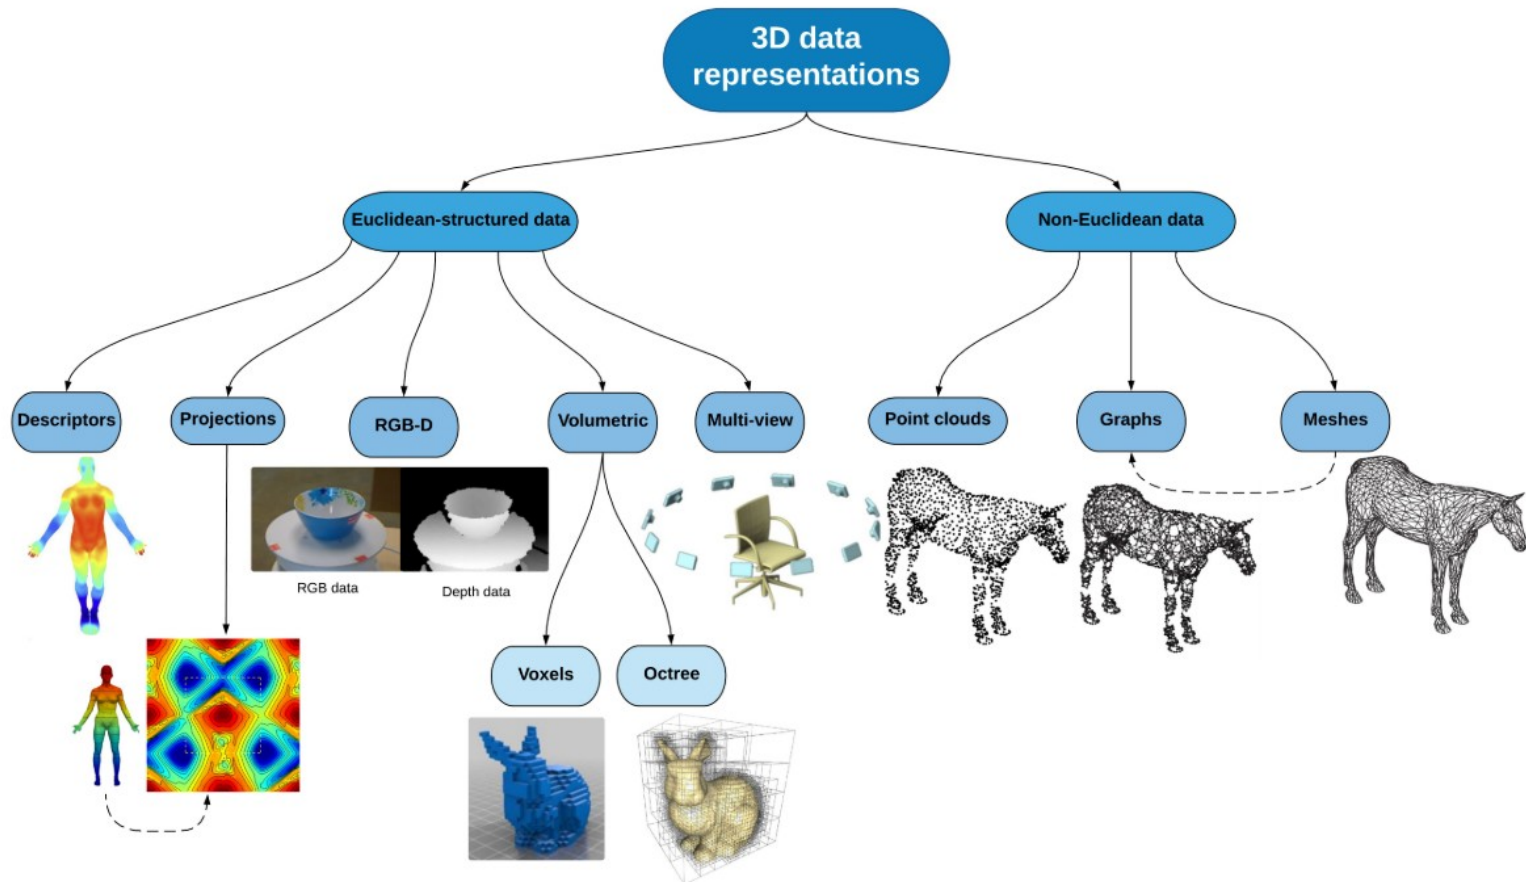 3D data
representations
Euclidean-structured data
Non-Euclidean data
Descriptors
Projections
RGB-D
Volumetric
Multi-view
Point clouds
Graphs
Meshes
RGB data
Depth data
Voxels
Octree